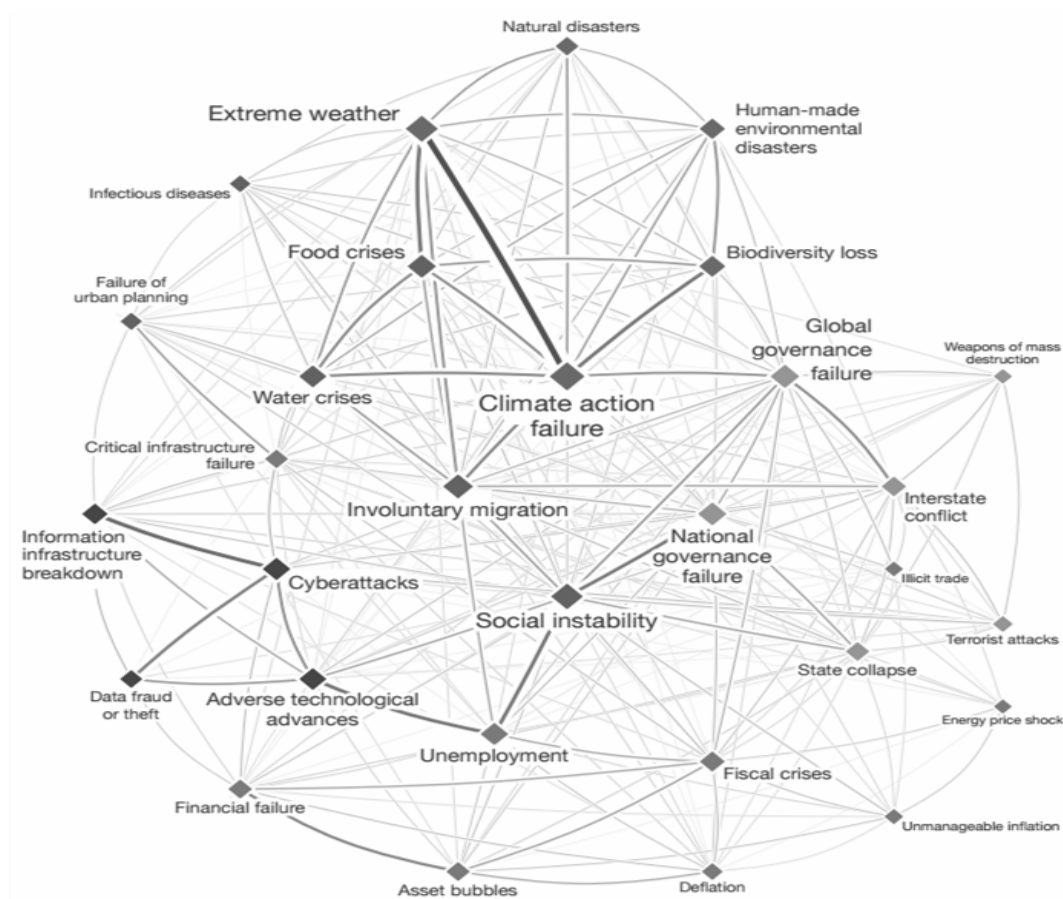 Natural disasters
Extreme weather
Human-made
environmental
disasters
Infectious diseases
Food crises
Biodiversity loss
Failure of
urban planning
Global
governance
failure
Weapons of mass
destruction
Water crises
Climate action
failure
Critical infrastructure
failure
Involuntary migration
Interstate
conflict
Information
infrastructure
breakdown
National
governance
failure
Cyberattacks
Illicit trade
Social instability
Terrorist attacks
State collapse
Data fraud
or theft
Adverse technological
advances
Energy price shock
Unemployment
Fiscal crises
Financial failure
Unmanageable inflation
Asset bubbles
Deflation